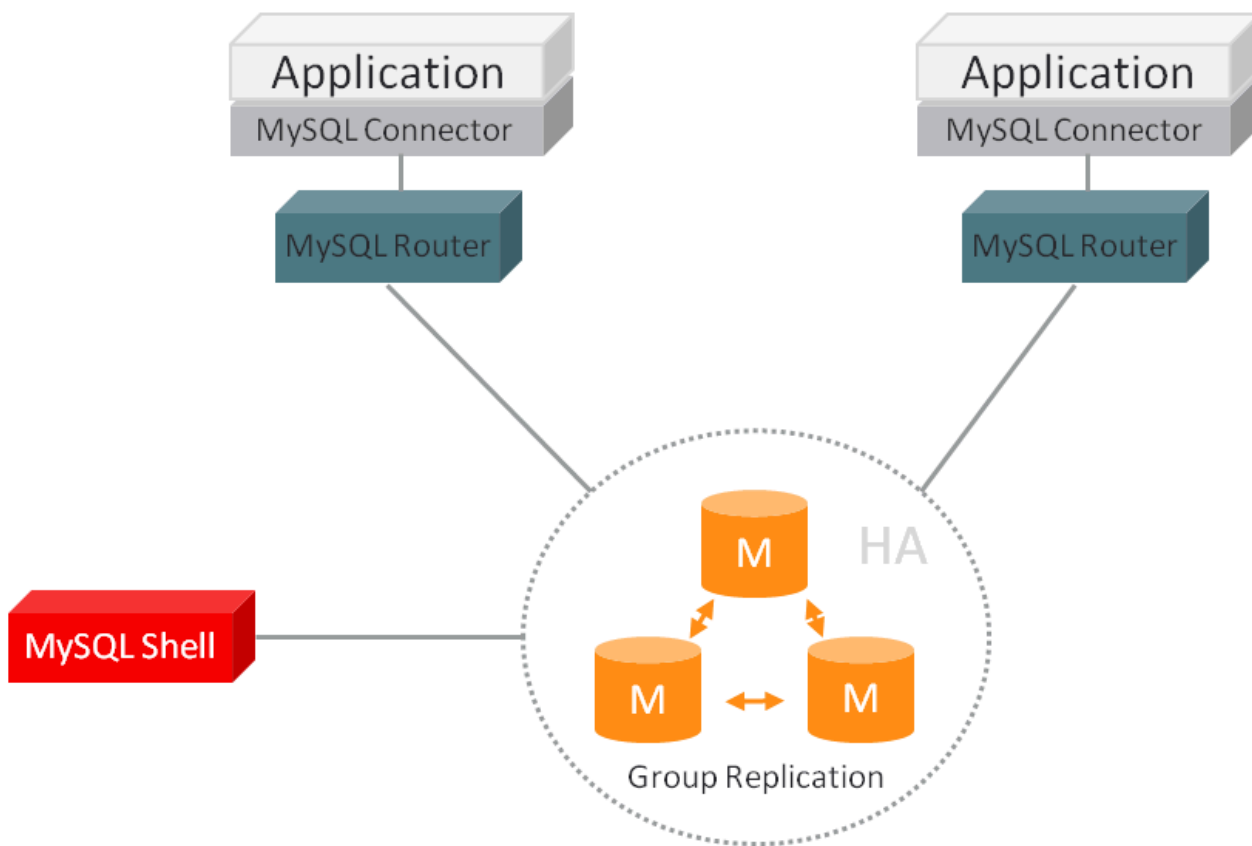 Application
MySQL Connector
MySQL Router
Application
MySQL Connector
MySQL Router
HA
M
M
M
MySQL Shell
Group Replication